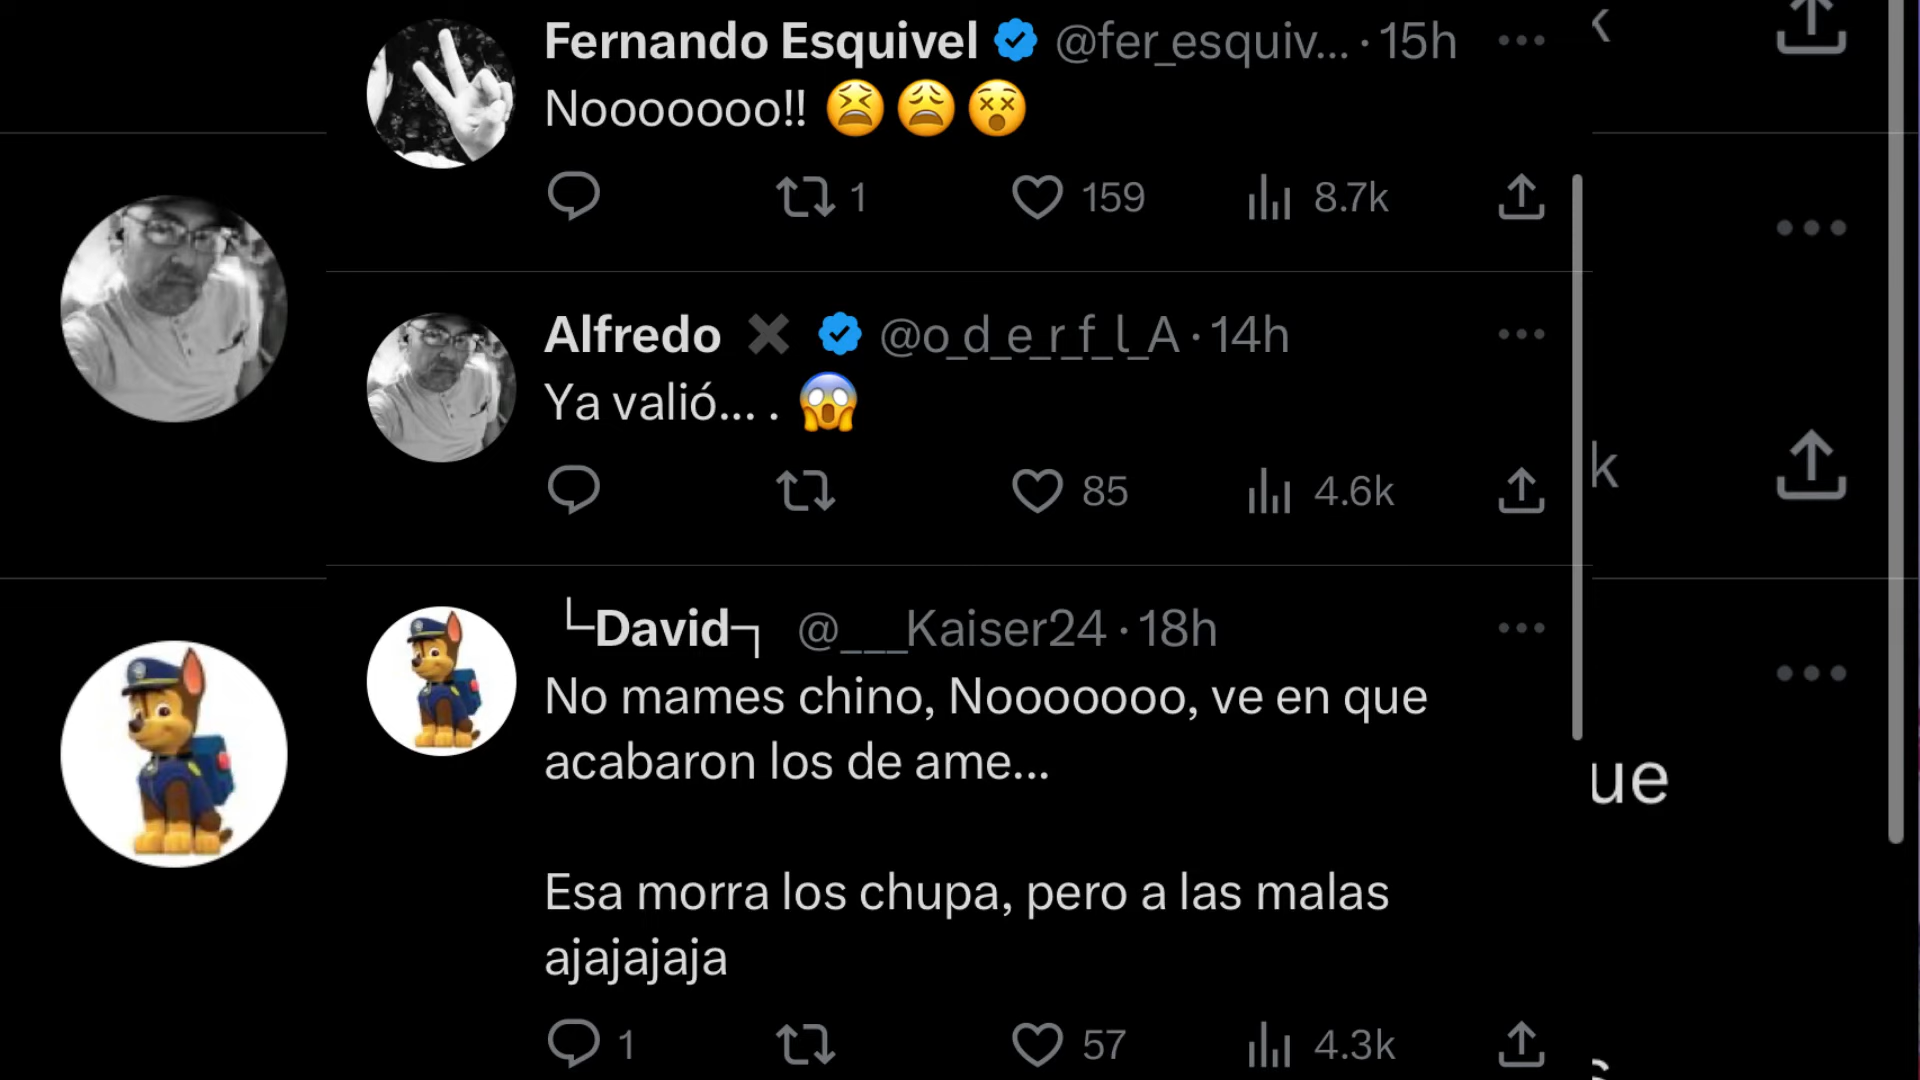 Fernando Esquivel @fer_esquiv... · 15h
Nooooooo!! 😫😩😵
1 159 8.7k
Alfredo ✖️ @o_d_e_r_f_l_A · 14h
Ya valió... . 😱
85 4.6k
k
└David┐ @___Kaiser24 · 18h
No mames chino, Nooooooo, ve en que
acabaron los de ame...
ue
Esa morra los chupa, pero a las malas
ajajajaja
1 57 4.3k